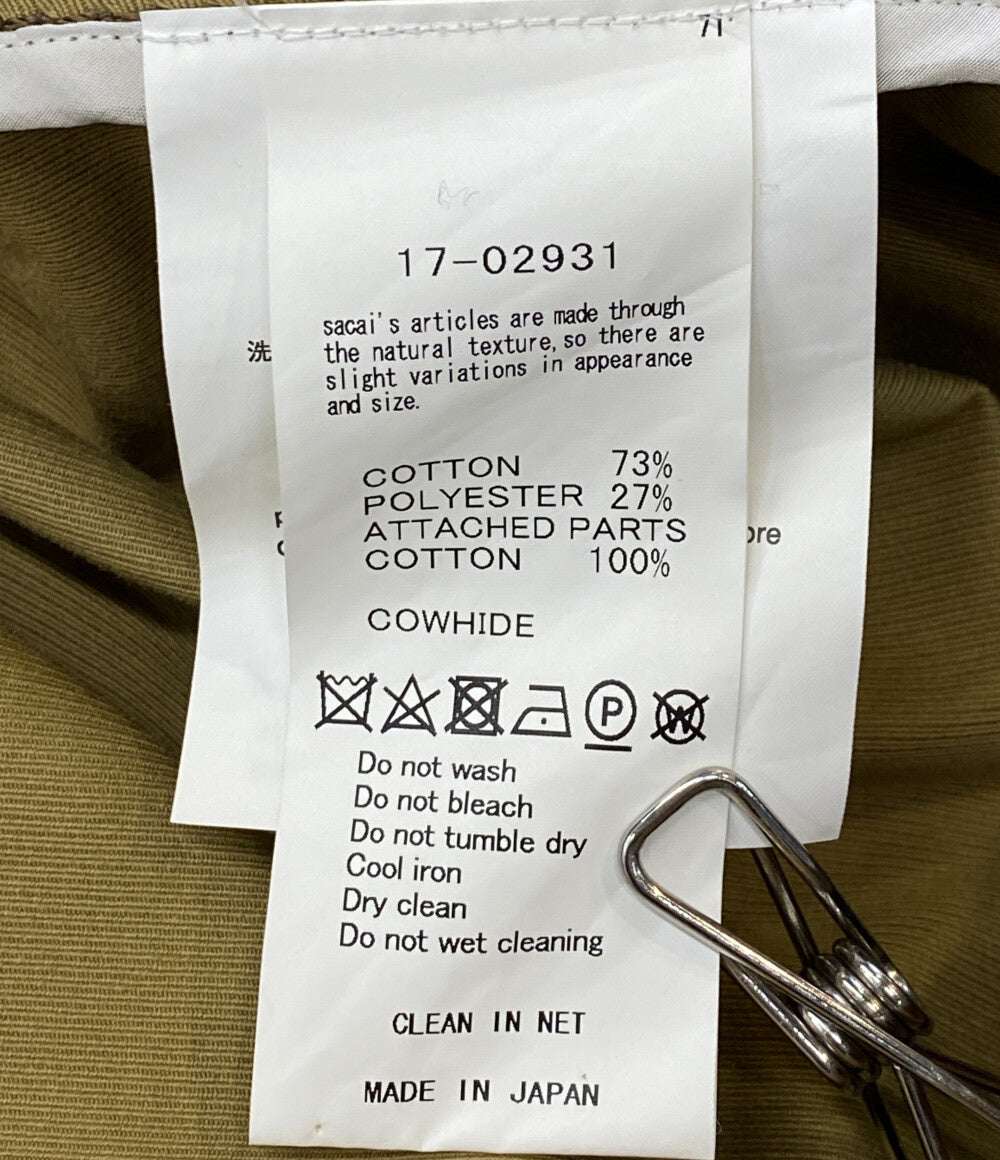 17-02931
sacai's articles are made through
the natural texture, so there are
slight variations in appearance
and size.
洗
COTTON 73%
POLYESTER 27%
ATTACHED PARTS
COTTON 100%
COWHIDE
P
W
Do not wash
Do not bleach
Do not tumble dry
Cool iron
Dry clean
Do not wet cleaning
CLEAN IN NET
MADE IN JAPAN